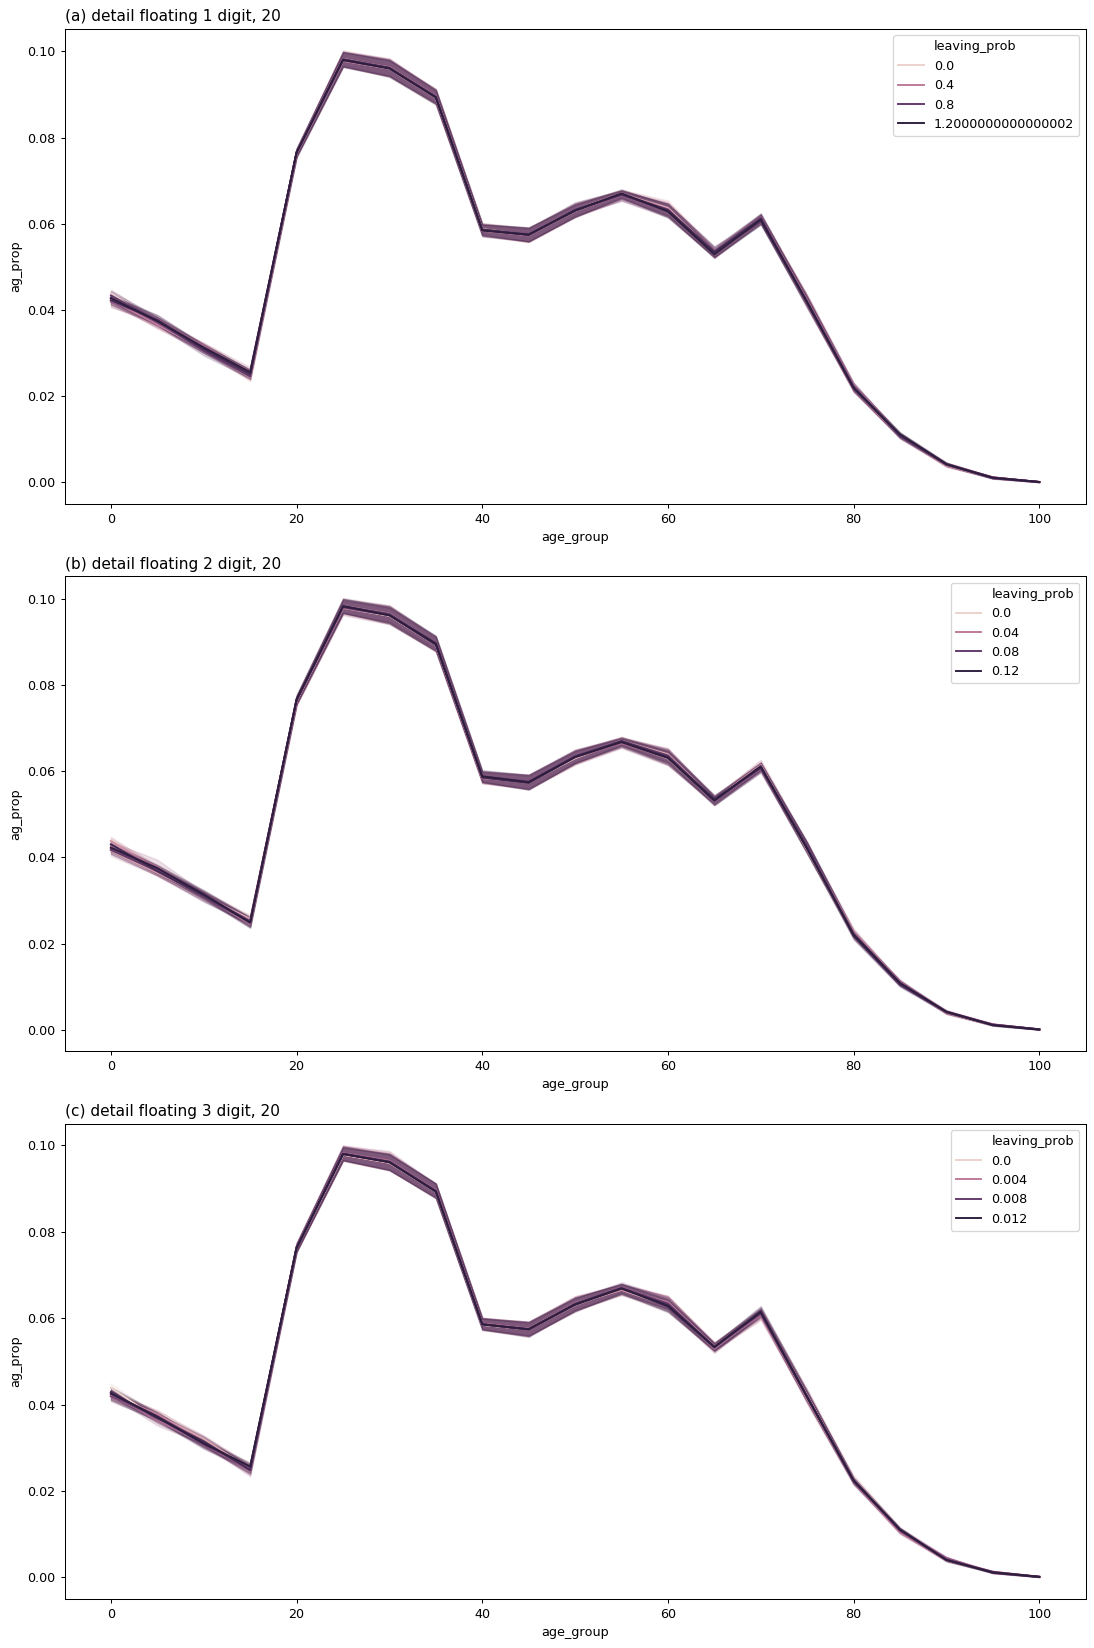 (a) detail floating 1 digit, 20
leaving_prob
0.0
0.4
0.8
1.2000000000000002
0.10
0.08
0.06
0.04
0.02
0.00
ag_prop
0 20 40 60 80 100
age_group
(b) detail floating 2 digit, 20
leaving_prob
0.0
0.04
0.08
0.12
0.10
0.08
0.06
0.04
0.02
0.00
ag_prop
0 20 40 60 80 100
age_group
(c) detail floating 3 digit, 20
leaving_prob
0.0
0.004
0.008
0.012
0.10
0.08
0.06
0.04
0.02
0.00
ag_prop
0 20 40 60 80 100
age_group